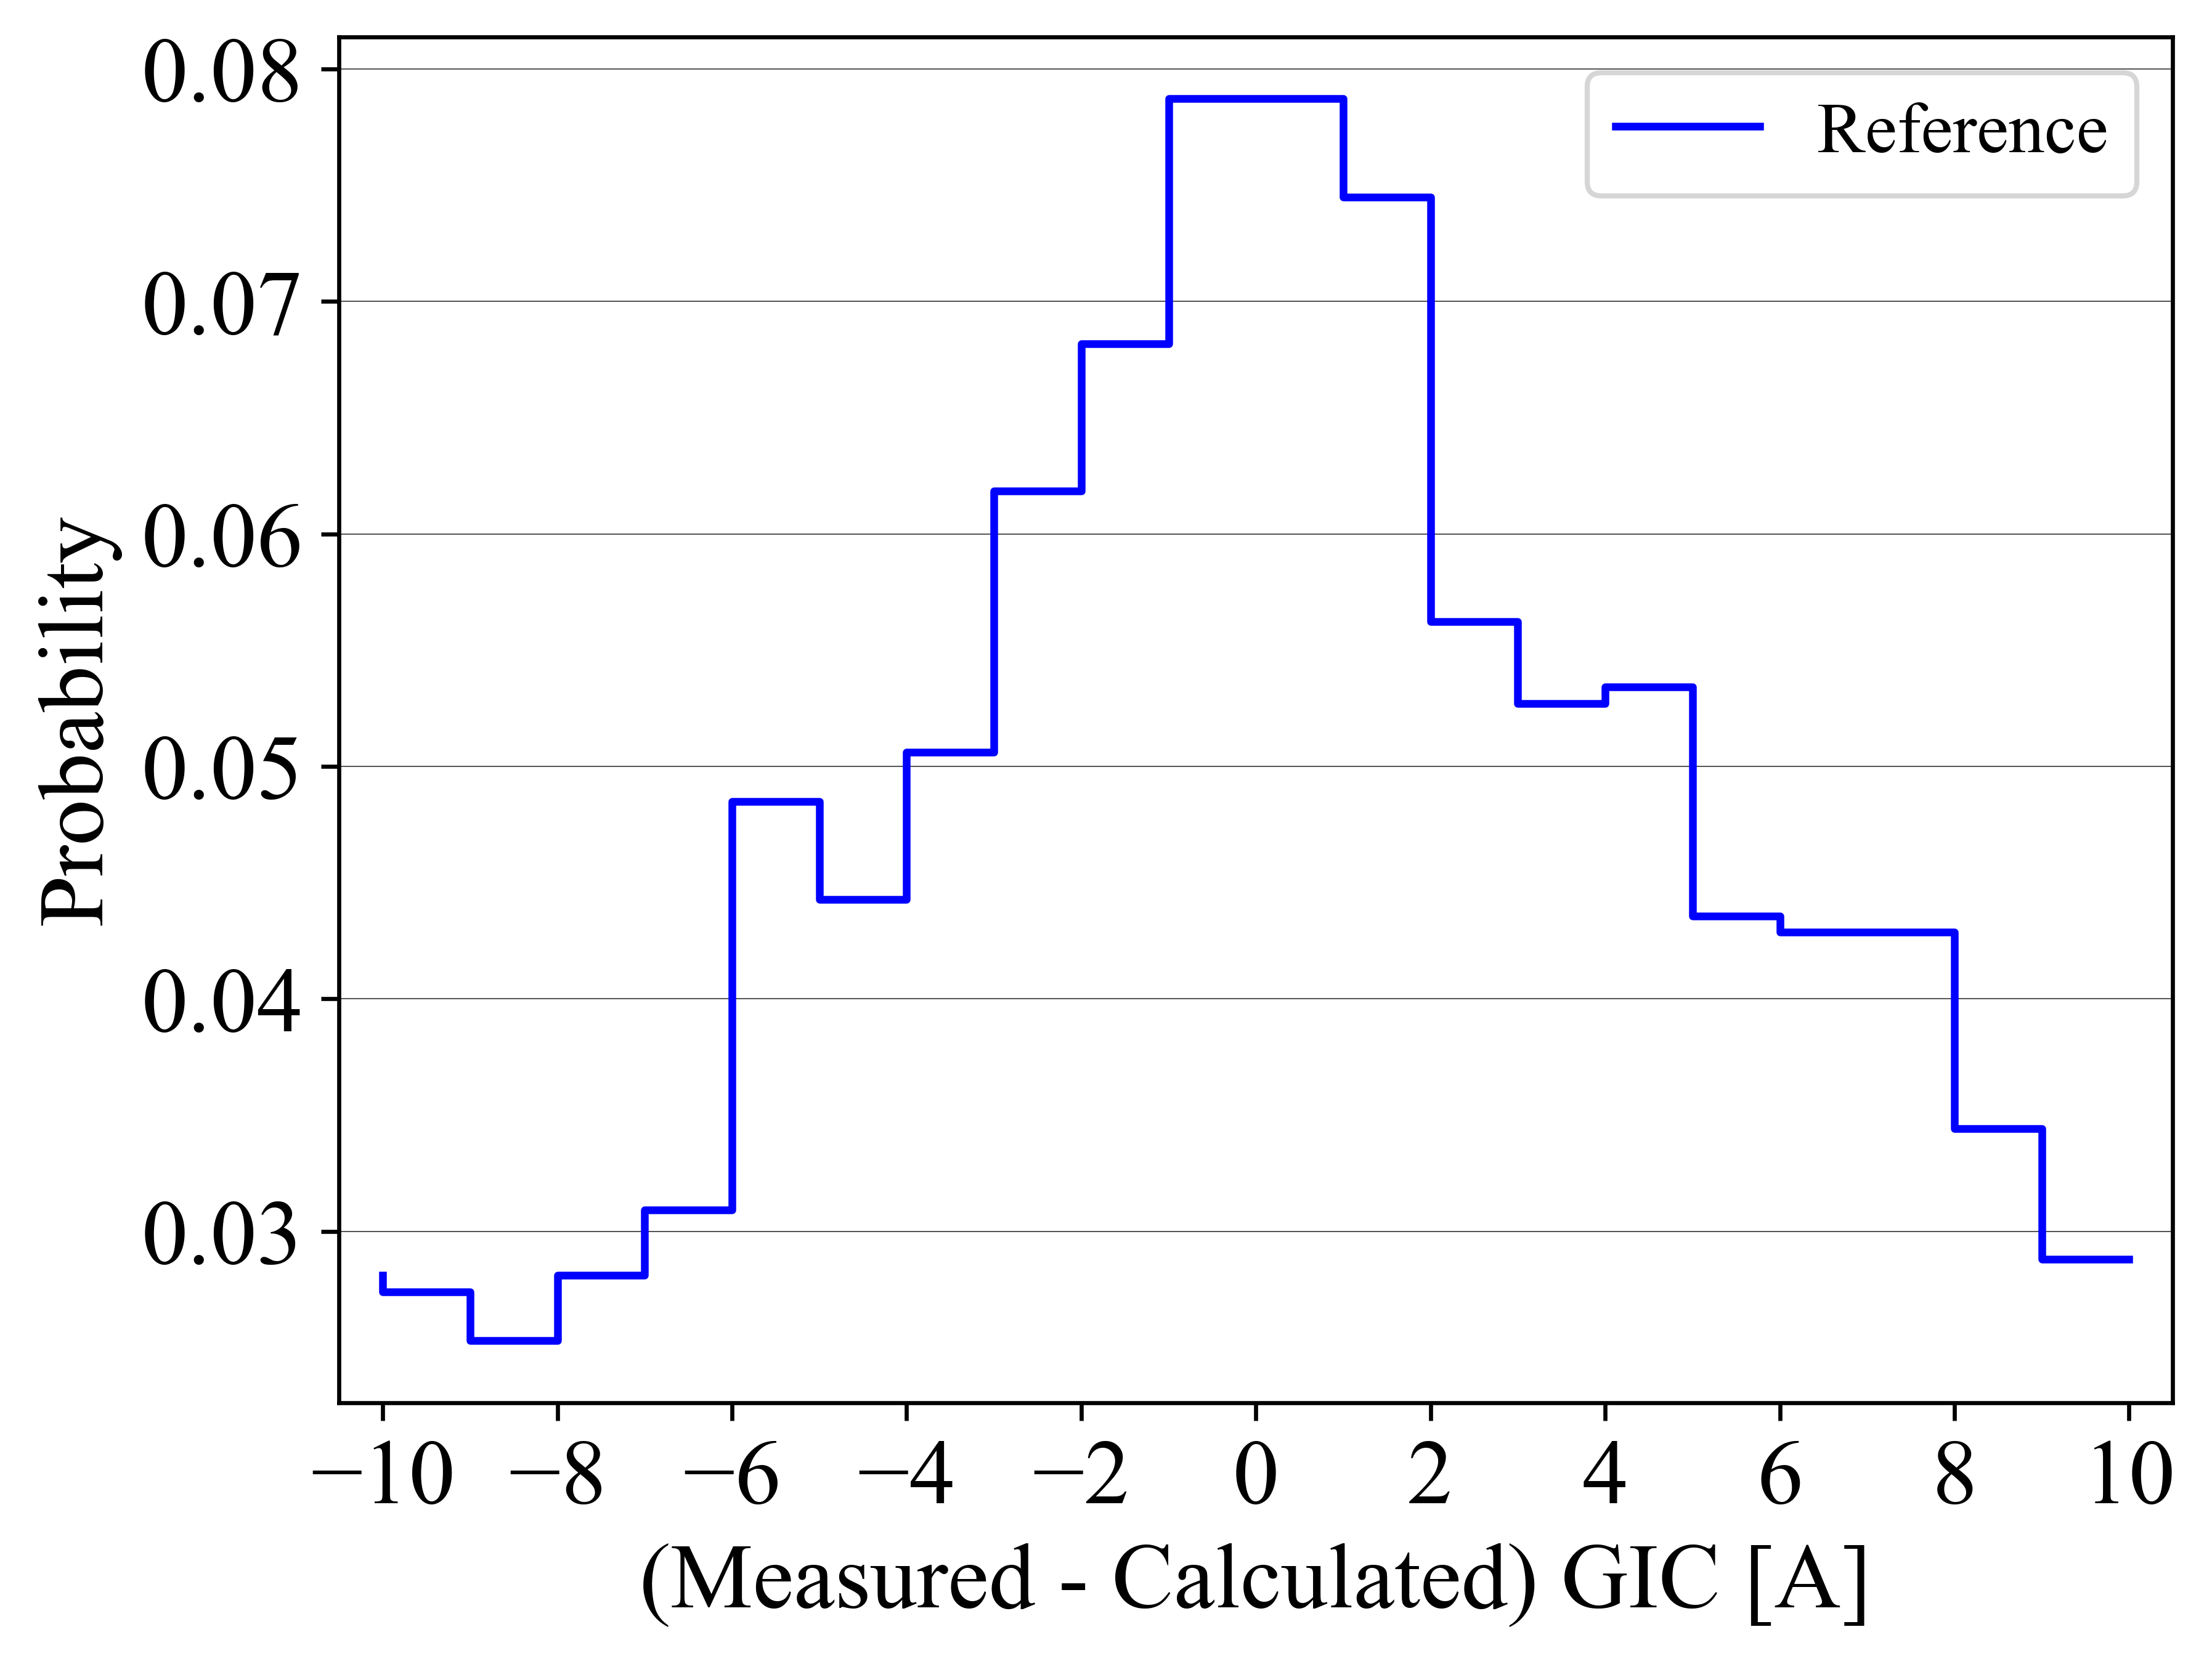 Probability
0.08
0.07
0.06
0.05
0.04
0.03
Reference
−10 −8 −6 −4 −2 0 2 4 6 8 10
(Measured - Calculated) GIC [A]